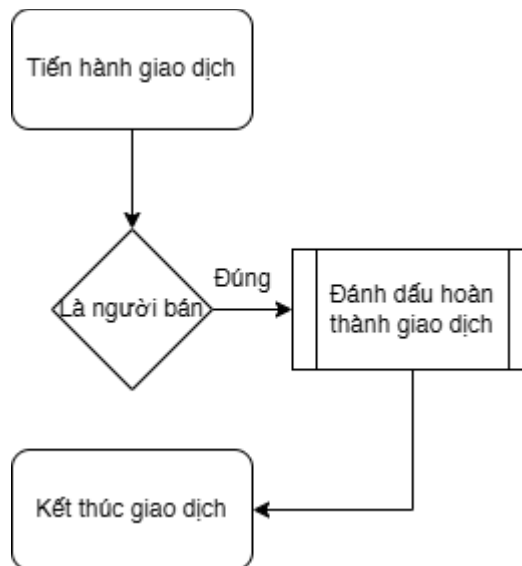 Tiến hành giao dịch
Là người bán
Đúng
Đánh dấu hoàn
thành giao dịch
Kết thúc giao dịch